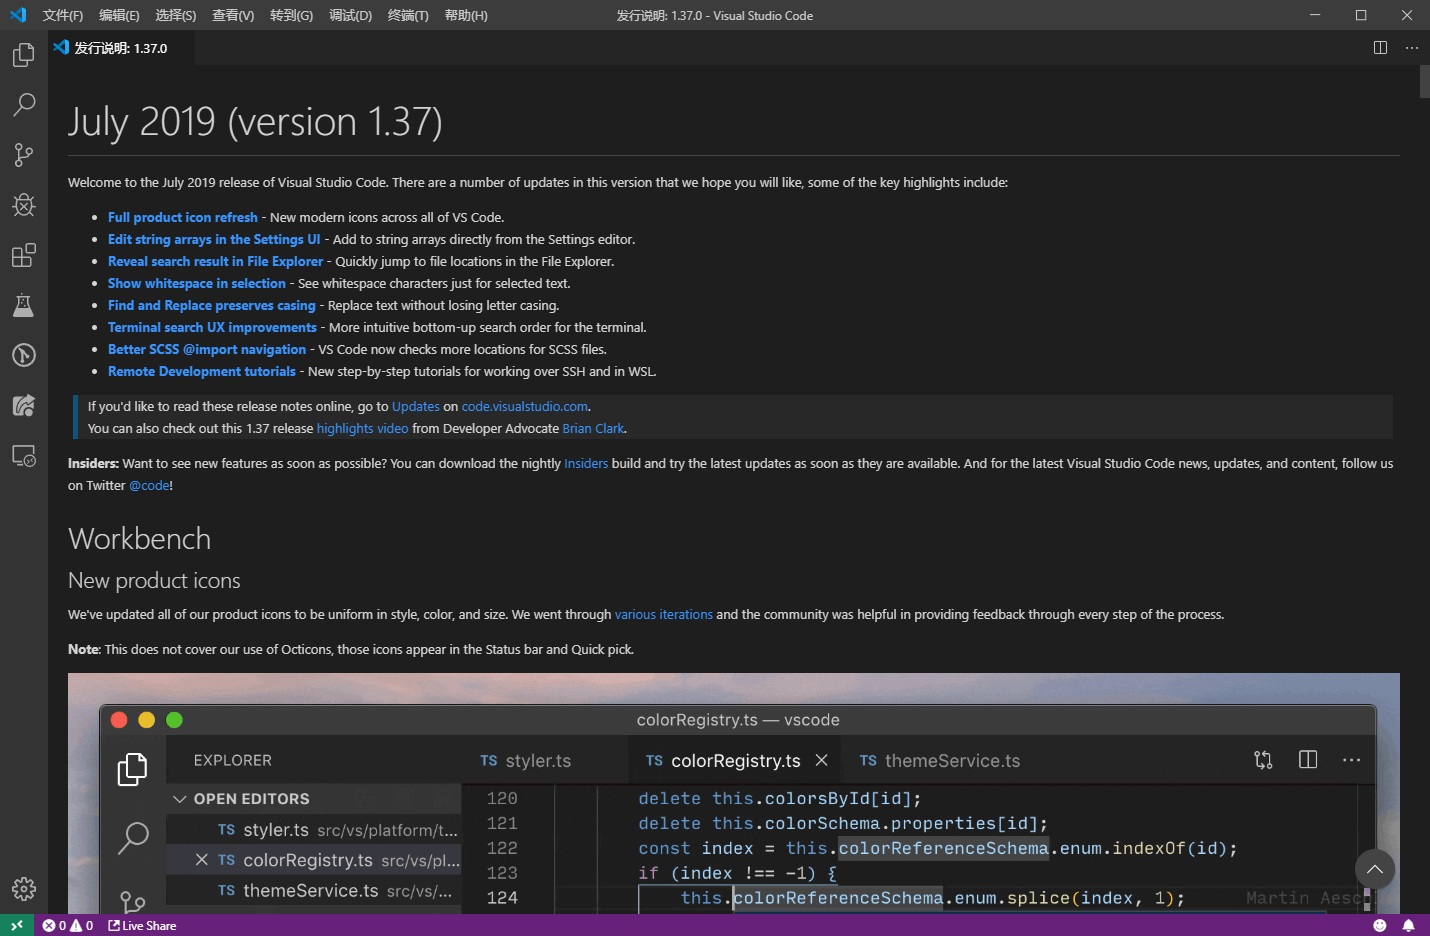 文件(F) 编辑(E) 选择(S) 查看(V) 转到(G) 调试(D) 终端(T) 帮助(H) 发行说明: 1.37.0 - Visual Studio Code
发行说明: 1.37.0
July 2019 (version 1.37)
Welcome to the July 2019 release of Visual Studio Code. There are a number of updates in this version that we hope you will like, some of the key highlights include:
• Full product icon refresh - New modern icons across all of VS Code.
• Edit string arrays in the Settings UI - Add to string arrays directly from the Settings editor.
• Reveal search result in File Explorer - Quickly jump to file locations in the File Explorer.
• Show whitespace in selection - See whitespace characters just for selected text.
• Find and Replace preserves casing - Replace text without losing letter casing.
• Terminal search UX improvements - More intuitive bottom-up search order for the terminal.
• Better SCSS @import navigation - VS Code now checks more locations for SCSS files.
• Remote Development tutorials - New step-by-step tutorials for working over SSH and in WSL.
If you'd like to read these release notes online, go to Updates on code.visualstudio.com.
You can also check out this 1.37 release highlights video from Developer Advocate Brian Clark.
Insiders: Want to see new features as soon as possible? You can download the nightly Insiders build and try the latest updates as soon as they are available. And for the latest Visual Studio Code news, updates, and content, follow us
on Twitter @code!
Workbench
New product icons
We've updated all of our product icons to be uniform in style, color, and size. We went through various iterations and the community was helpful in providing feedback through every step of the process.
Note: This does not cover our use of Octicons, those icons appear in the Status bar and Quick pick.
colorRegistry.ts — vscode
EXPLORER
TS styler.ts TS colorRegistry.ts TS themeService.ts
OPEN EDITORS
TS styler.ts src/vs/platform/t...
TS colorRegistry.ts src/vs/pl...
TS themeService.ts src/vs/...
120 delete this.colorsById[id];
121 delete this.colorSchema.properties[id];
122 const index = this.colorReferenceSchema.enum.indexOf(id);
123 if (index !== -1) {
124 this.colorReferenceSchema.enum.splice(index, 1); Martin
0 0 Live Share